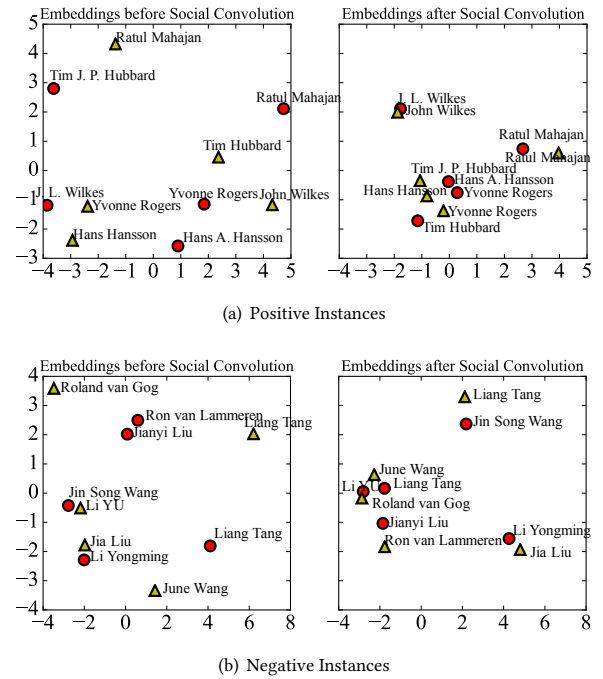 Embeddings before Social Convolution
5
4
3
2
1
0
−1
−2
−3
−4 −3 −2 −1 0 1 2 3 4 5
Ratul Mahajan
Tim J. P. Hubbard
Ratul Mahajan
Tim Hubbard
J. L. Wilkes
Yvonne Rogers
Yvonne Rogers
John Wilkes
Hans Hansson
Hans A. Hansson
Embeddings after Social Convolution
J. L. Wilkes
John Wilkes
Ratul Mahajan
Ratul Mahajan
Tim J. P. Hubbard
Hans A. Hansson
Hans Hansson
Yvonne Rogers
Yvonne Rogers
Tim Hubbard
−4 −3 −2 −1 0 1 2 3 4 5
(a) Positive Instances
Embeddings before Social Convolution
4
3
2
1
0
−1
−2
−3
−4
−4 −2 0 2 4 6 8
Roland van Gog
Ron van Lammeren
Liang Tang
Jianyi Liu
Jin Song Wang
Li YU
Liang Tang
Jia Liu
Li Yongming
June Wang
Embeddings after Social Convolution
Liang Tang
Jin Song Wang
June Wang
Li YU
Liang Tang
Roland van Gog
Jianyi Liu
Li Yongming
Ron van Lammeren
Jia Liu
−4 −2 0 2 4 6 8
(b) Negative Instances